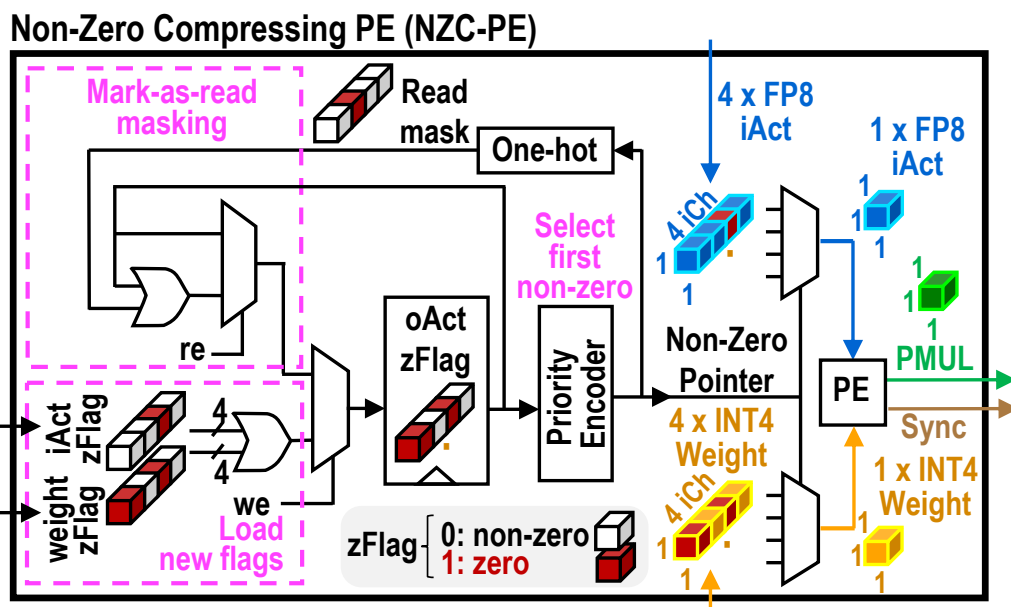 Non-Zero Compressing PE (NZC-PE)
Mark-as-read
masking
Read
mask
One-hot
4 x FP8
iAct
1 x FP8
iAct
4 iCh
1
1
1
1
1
Select
first
non-zero
re
oAct
zFlag
Priority
Encoder
Non-Zero
Pointer
1
1
1
PE
PMUL
Sync
iAct
zFlag
4
4
weight
zFlag
we
Load
new flags
zFlag
0: non-zero
1: zero
4 x INT4
Weight
4 iCh
1
1
1 x INT4
Weight
1
1
1